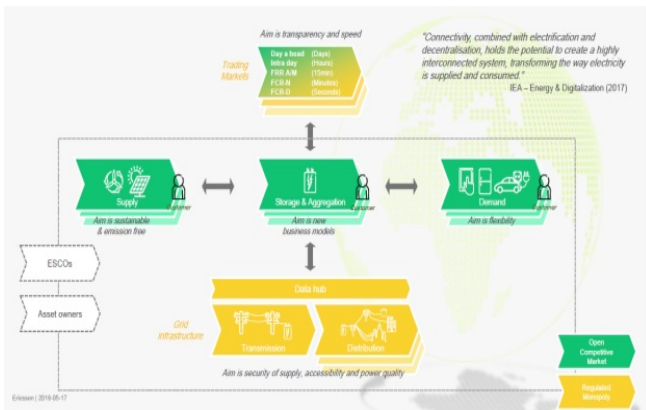 Aim is transparency and speed
Trading
Markets
Day a head (Days)
Intra day (Hours)
FRR A/M (15min)
FCR-N (Minutes)
FCR-D (Seconds)
"Connectivity, combined with electrification and
decentralisation, holds the potential to create a highly
interconnected system, transforming the way electricity
is supplied and consumed."
IEA – Energy & Digitalization (2017)
Supply
Customer
Aim is sustainable
& emission free
Storage & Aggregation
Customer
Aim is new
business models
Demand
Customer
Aim is flexibility
ESCOs
Asset owners
Data hub
Grid
infrastructure
Transmission
Distribution
Aim is security of supply, accessibility and power quality
Open
Competitive
Market
Regulated
Monopoly
Ericsson | 2018-05-17